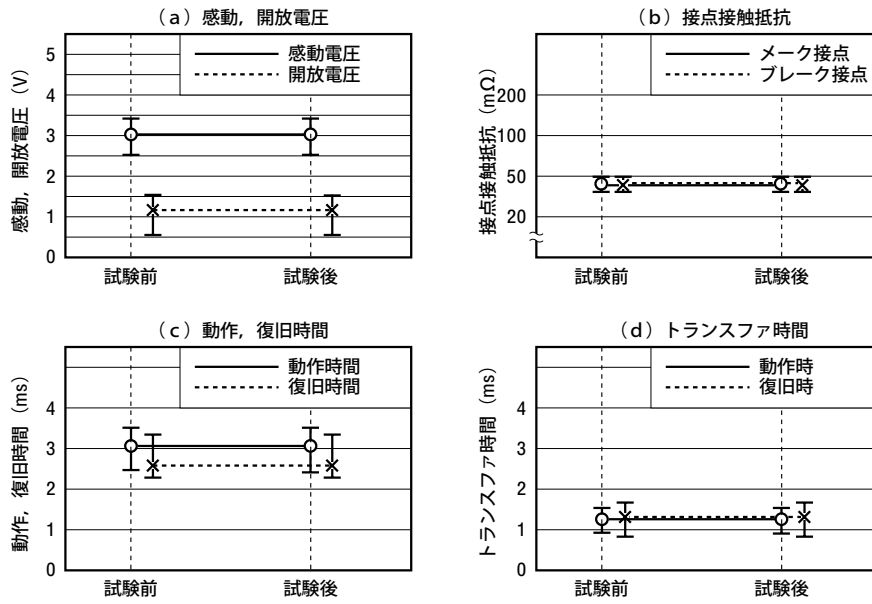 (a)感動,開放電圧
感動電圧
開放電圧
感動,開放電圧(V)
5
4
3
2
1
0
試験前
試験後
(b)接点接触抵抗
メーク接点
ブレーク接点
接点接触抵抗(mΩ)
200
100
50
20
試験前
試験後
(c)動作,復旧時間
動作時間
復旧時間
動作,復旧時間(ms)
4
3
2
1
0
試験前
試験後
(d)トランスファ時間
動作時
復旧時
トランスファ時間(ms)
4
3
2
1
0
試験前
試験後